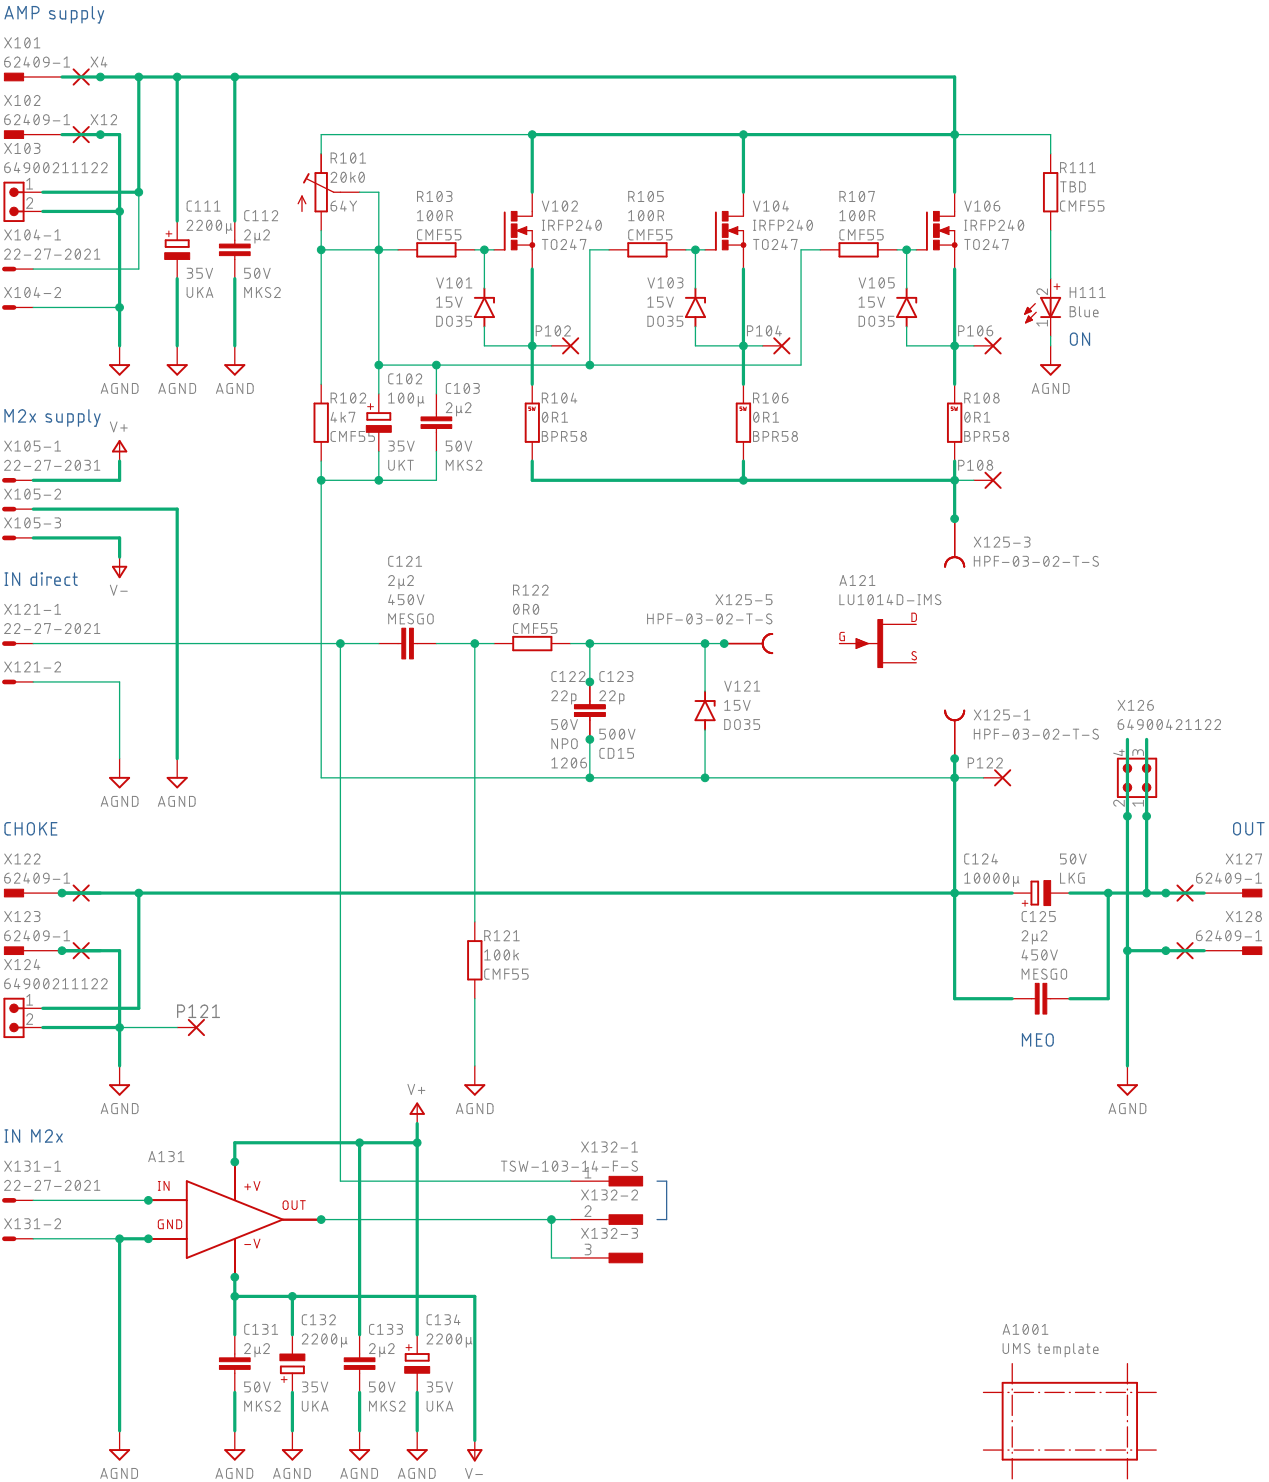 AMP supply
X101
62409-1
X4
X102
62409-1
X12
X103
64900211122
1
2
X104-1
22-27-2021
X104-2
AGND
C111
2200µ
+
35V
UKA
AGND
C112
2µ2
50V
MKS2
AGND
R101
20k0
64Y
R103
100R
CMF55
V102
IRFP240
TO247
V101
15V
DO35
P102
R105
100R
CMF55
V104
IRFP240
TO247
V103
15V
DO35
P104
R107
100R
CMF55
V106
IRFP240
TO247
V105
15V
DO35
P106
R111
TBD
CMF55
2
+
H111
Blue
1
ON
AGND
R102
4k7
CMF55
C102
100µ
+
35V
UKT
C103
2µ2
50V
MKS2
R104
5W
0R1
BPR58
R106
5W
0R1
BPR58
R108
5W
0R1
BPR58
P108
M2x supply
V+
X105-1
22-27-2031
X105-2
X105-3
V-
IN direct
X121-1
22-27-2021
X121-2
AGND
AGND
C121
2µ2
450V
MESGO
R122
0R0
CMF55
X125-5
HPF-03-02-T-S
X125-3
HPF-03-02-T-S
A121
LU1014D-IMS
D
G
S
C122
22p
50V
NPO
1206
C123
22p
500V
CD15
V121
15V
DO35
X125-1
HPF-03-02-T-S
P122
X126
64900421122
4
3
2
1
CHOKE
X122
62409-1
X123
62409-1
X124
64900211122
1
2
P121
AGND
R121
100k
CMF55
AGND
C124
10000µ
50V
LKG
+
C125
2µ2
450V
MESGO
MEO
OUT
X127
62409-1
X128
62409-1
AGND
IN M2x
X131-1
22-27-2021
X131-2
A131
IN
GND
+V
-V
OUT
V+
X132-1
TSW-103-14-F-S
1
X132-2
2
X132-3
3
C131
2µ2
50V
MKS2
C132
2200µ
+
35V
UKA
C133
2µ2
50V
MKS2
C134
2200µ
+
35V
UKA
AGND
AGND
AGND
AGND
AGND
V-
A1001
UMS template